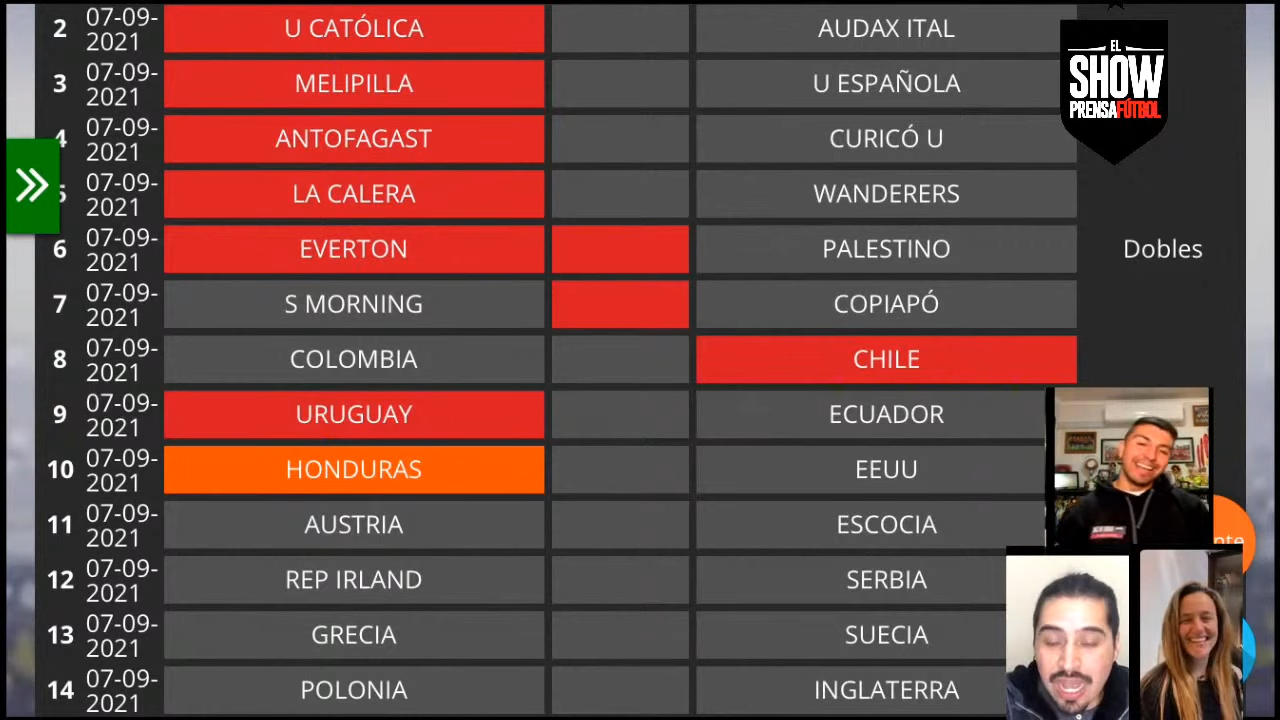 2 07-09-2021 U CATÓLICA AUDAX ITAL
3 07-09-2021 MELIPILLA U ESPAÑOLA
4 07-09-2021 ANTOFAGAST CURICÓ U
5 07-09-2021 LA CALERA WANDERERS
6 07-09-2021 EVERTON PALESTINO Dobles
7 07-09-2021 S MORNING COPIAPÓ
8 07-09-2021 COLOMBIA CHILE
9 07-09-2021 URUGUAY ECUADOR
10 07-09-2021 HONDURAS EEUU
11 07-09-2021 AUSTRIA ESCOCIA
12 07-09-2021 REP IRLAND SERBIA
13 07-09-2021 GRECIA SUECIA
14 07-09-2021 POLONIA INGLATERRA
EL
SHOW
PRENSAFÚTBOL